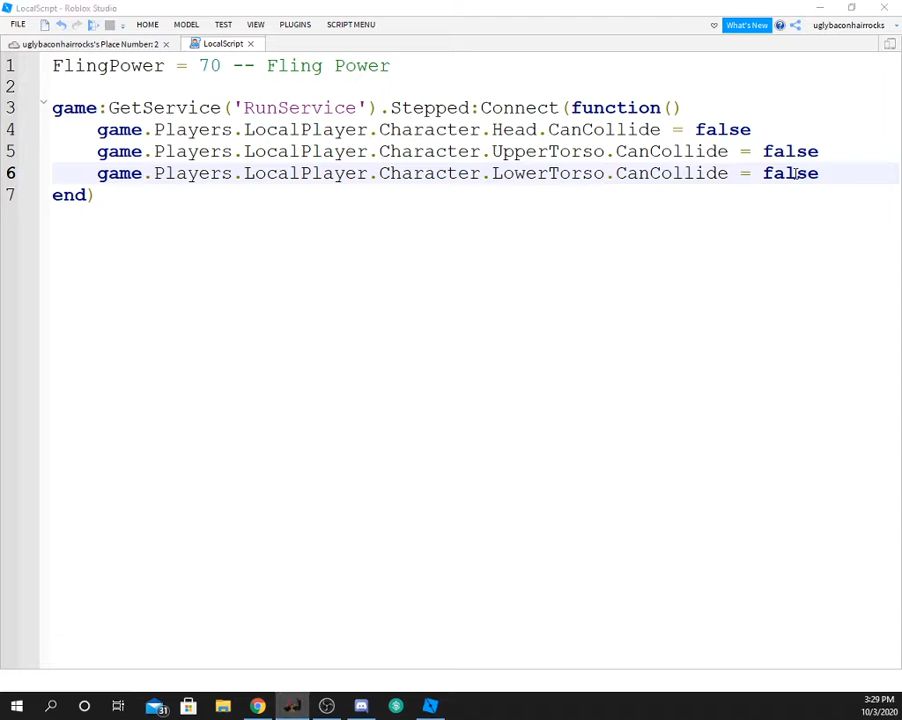 LocalScript - Roblox Studio
FILE HOME MODEL TEST VIEW PLUGINS SCRIPT MENU What's New uglybaconhairrocks
uglybaconhairrocks's Place Number: 2 × LocalScript ×
1 FlingPower = 70 -- Fling Power
2
3 game:GetService('RunService').Stepped:Connect(function()
4 game.Players.LocalPlayer.Character.Head.CanCollide = false
5 game.Players.LocalPlayer.Character.UpperTorso.CanCollide = false
6 game.Players.LocalPlayer.Character.LowerTorso.CanCollide = false
7 end)
31
3:29 PM
10/3/2020